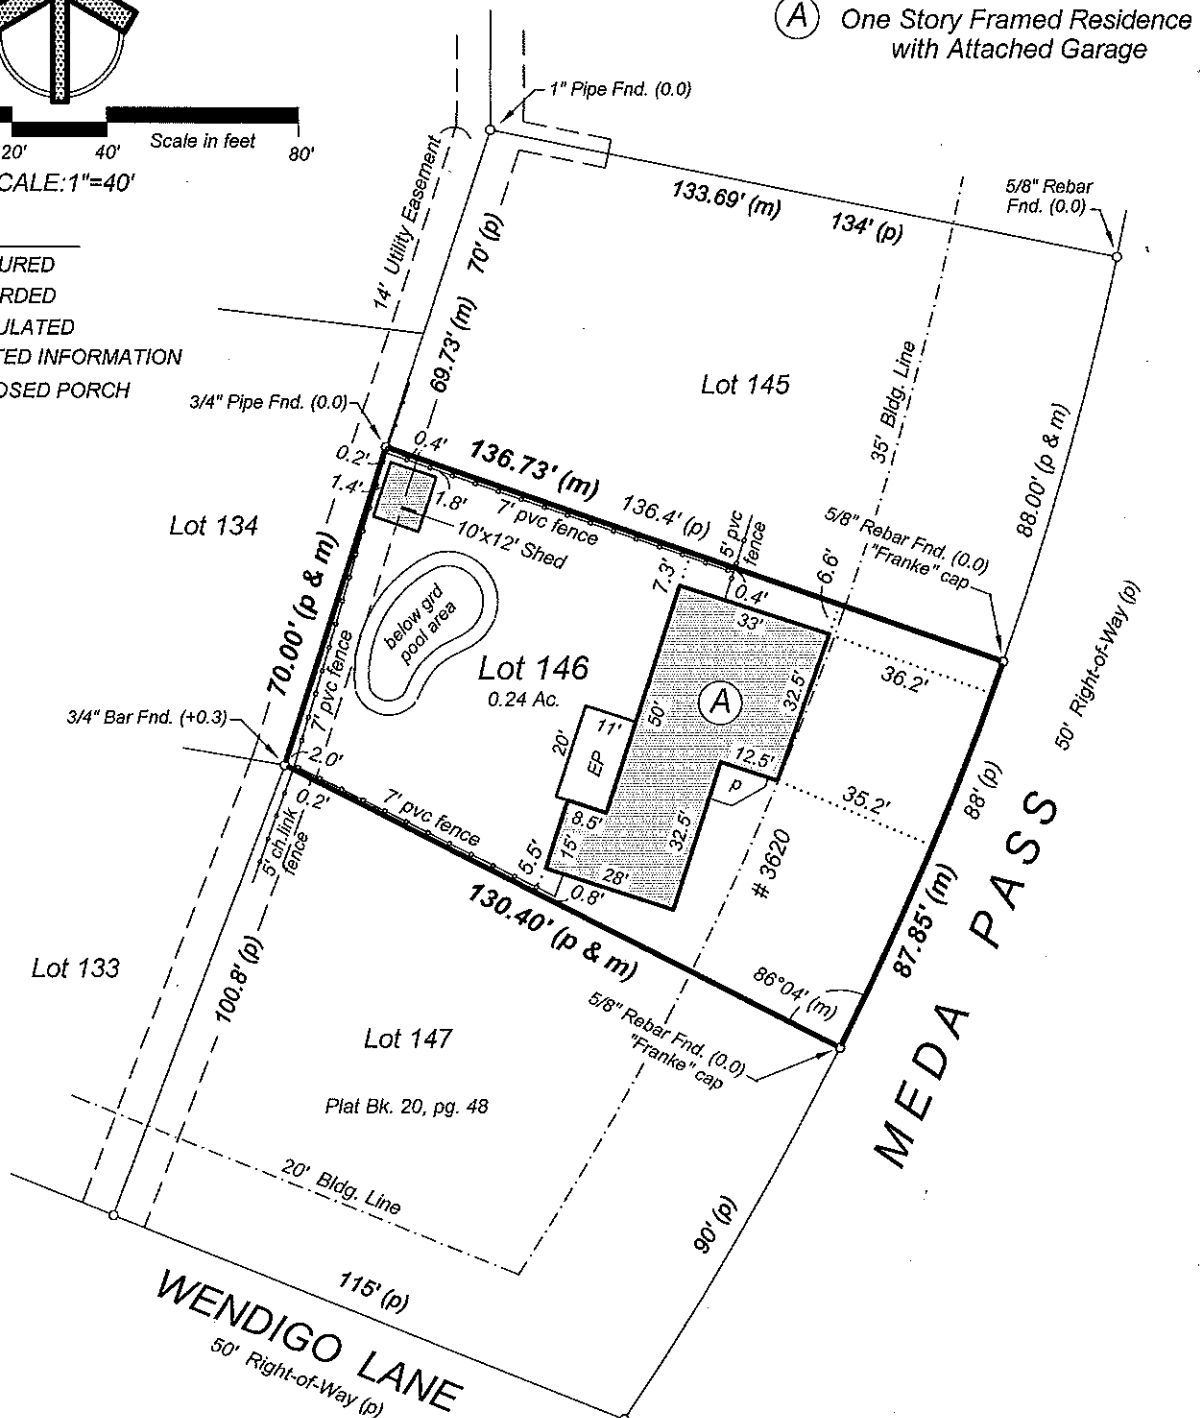 A One Story Framed Residence
with Attached Garage
1" Pipe Fnd. (0.0)
20' 40' Scale in feet 80'
CALE:1"=40'
URED
RDED
ULATED
TED INFORMATION
OSED PORCH
14' Utility Easement
70' (p)
69.73' (m)
133.69' (m)
134' (p)
5/8" Rebar
Fnd. (0.0)
Lot 145
35' Bldg. Line
88.00' (p & m)
3/4" Pipe Fnd. (0.0)
0.2'
0.4'
1.4'
1.8'
136.73' (m)
136.4' (p)
7' pvc fence
10'x12' Shed
5' pvc
fence
5/8" Rebar Fnd. (0.0)
"Franke" cap
Lot 134
70.00' (p & m)
7' pvc fence
below grd
pool area
Lot 146
0.24 Ac.
7.3'
0.4'
6.6'
33'
36.2'
32.5'
50'
A
50' Right-of-Way (p)
3/4" Bar Fnd. (+0.3)
2.0'
0.2'
20'
11'
EP
12.5'
p
35.2'
88' (p)
7' pvc fence
8.5'
15'
5.5'
32.5'
28'
0.8'
# 3620
5' ch.link
fence
130.40' (p & m)
87.85' (m)
MEDA PASS
86°04' (m)
5/8" Rebar Fnd. (0.0)
"Franke" cap
Lot 133
100.8' (p)
Lot 147
Plat Bk. 20, pg. 48
20' Bldg. Line
90' (p)
115' (p)
WENDIGO LANE
50' Right-of-Way (p)